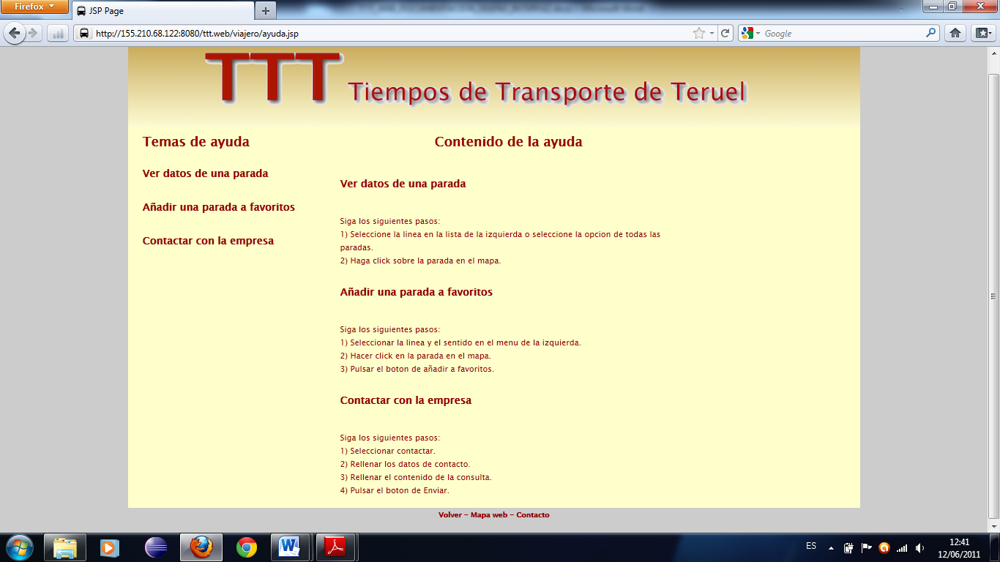 Firefox
JSP Page
http://155.210.68.122:8080/ttt.web/viajero/ayuda.jsp
Google
TTT Tiempos de Transporte de Teruel
Temas de ayuda
Ver datos de una parada
Añadir una parada a favoritos
Contactar con la empresa
Contenido de la ayuda
Ver datos de una parada
Siga los siguientes pasos:
1) Seleccione la linea en la lista de la izquierda o seleccione la opcion de todas las
paradas.
2) Haga click sobre la parada en el mapa.
Añadir una parada a favoritos
Siga los siguientes pasos:
1) Seleccionar la linea y el sentido en el menu de la izquierda.
2) Hacer click en la parada en el mapa.
3) Pulsar el boton de añadir a favoritos.
Contactar con la empresa
Siga los siguientes pasos:
1) Seleccionar contactar.
2) Rellenar los datos de contacto.
3) Rellenar el contenido de la consulta.
4) Pulsar el boton de Enviar.
Volver - Mapa web - Contacto
ES
12:41
12/06/2011